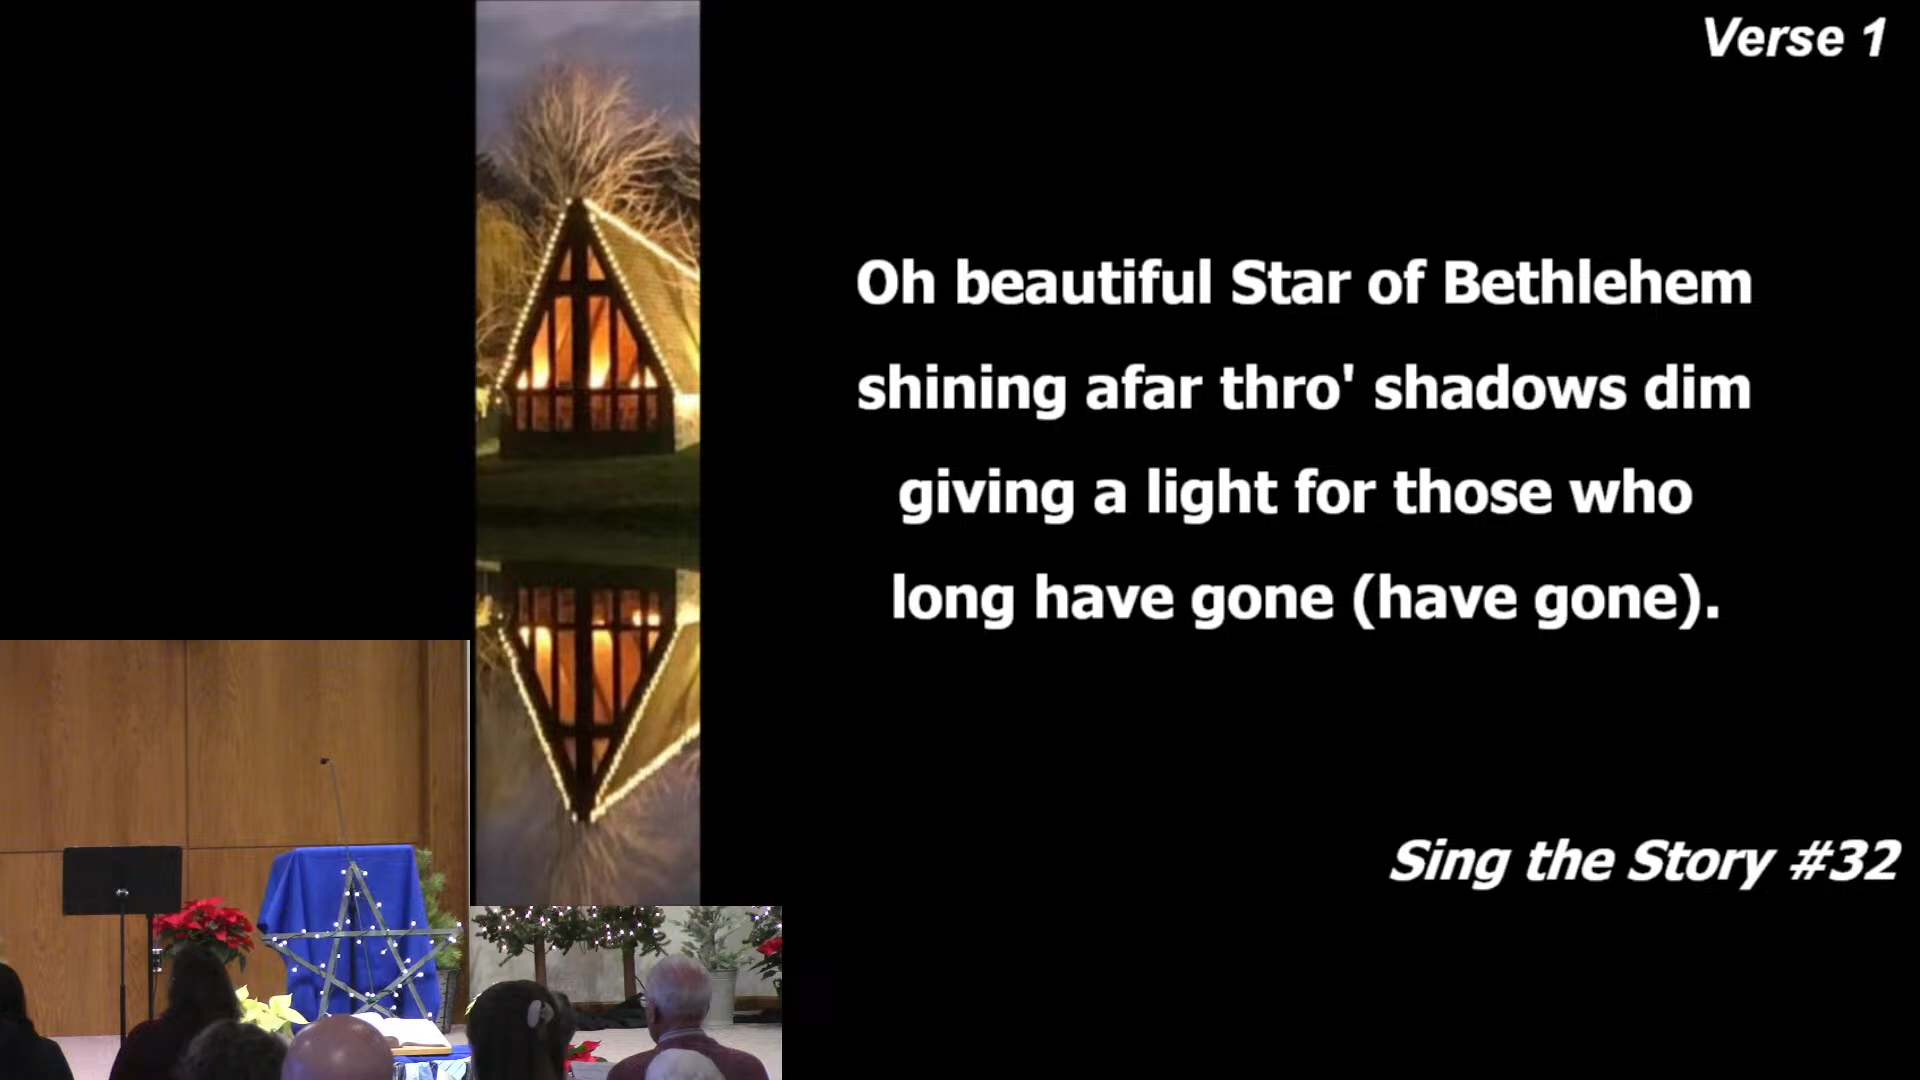 Verse 1
Oh beautiful Star of Bethlehem
shining afar thro' shadows dim
giving a light for those who
long have gone (have gone).
Sing the Story #32